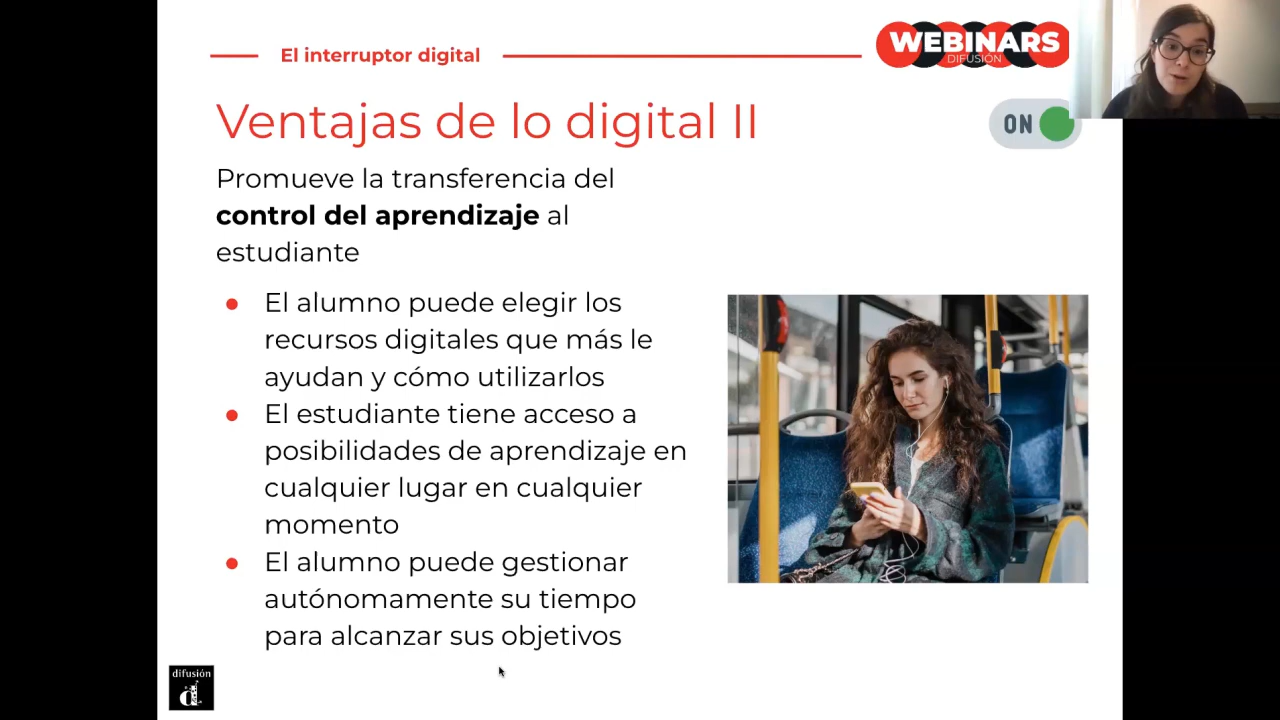 El interruptor digital
WEBINARS
DIFUSIÓN
Ventajas de lo digital II
ON
Promueve la transferencia del
control del aprendizaje al
estudiante
El alumno puede elegir los
recursos digitales que más le
ayudan y cómo utilizarlos
El estudiante tiene acceso a
posibilidades de aprendizaje en
cualquier lugar en cualquier
momento
El alumno puede gestionar
autónomamente su tiempo
para alcanzar sus objetivos
difusión
d